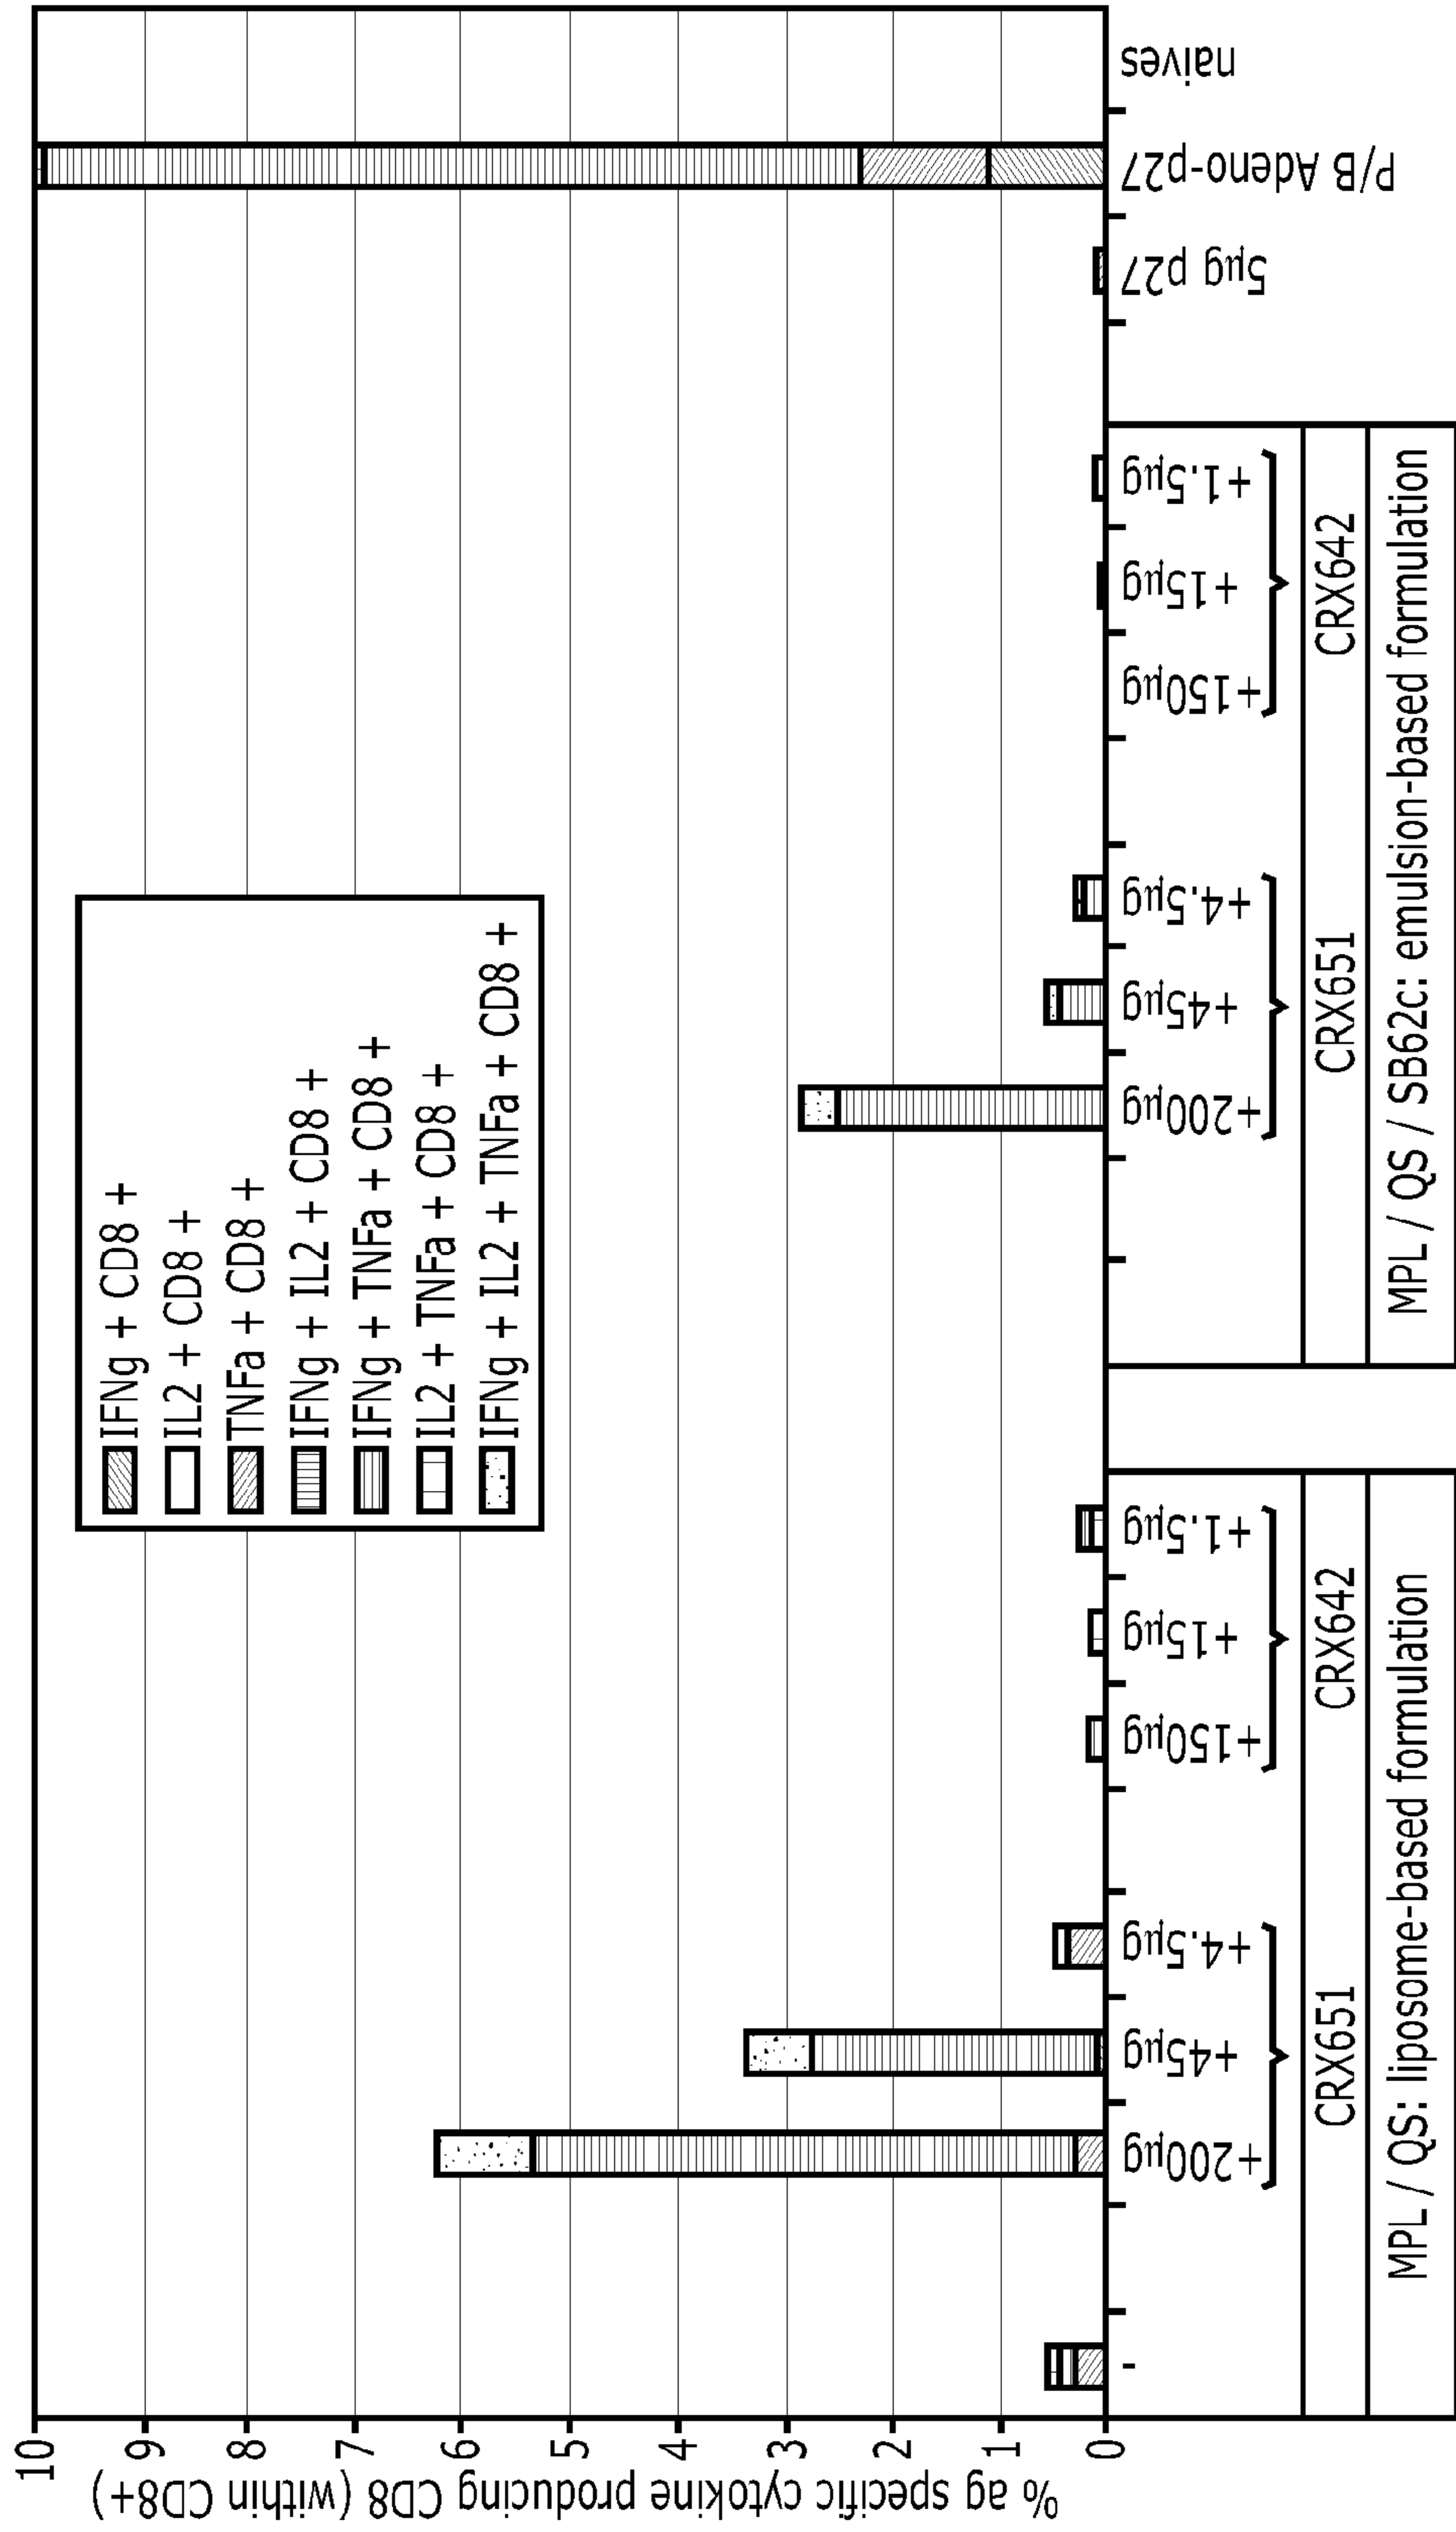 % ag specific cytokine producing CD8 (within CD8+)
10
9
8
7
6
5
4
3
2
1
0
IFNg + CD8 +
IL2 + CD8 +
TNFa + CD8 +
IFNg + IL2 + CD8 +
IFNg + TNFa + CD8 +
IL2 + TNFa + CD8 +
IFNg + IL2 + TNFa + CD8 +
-
+200µg
+45µg
+4.5µg
+150µg
+15µg
+1.5µg
+200µg
+45µg
+4.5µg
+150µg
+15µg
+1.5µg
5µg p27
P/B Adeno-p27
naives
CRX651
CRX642
CRX651
CRX642
MPL / QS: liposome-based formulation
MPL / QS / SB62c: emulsion-based formulation